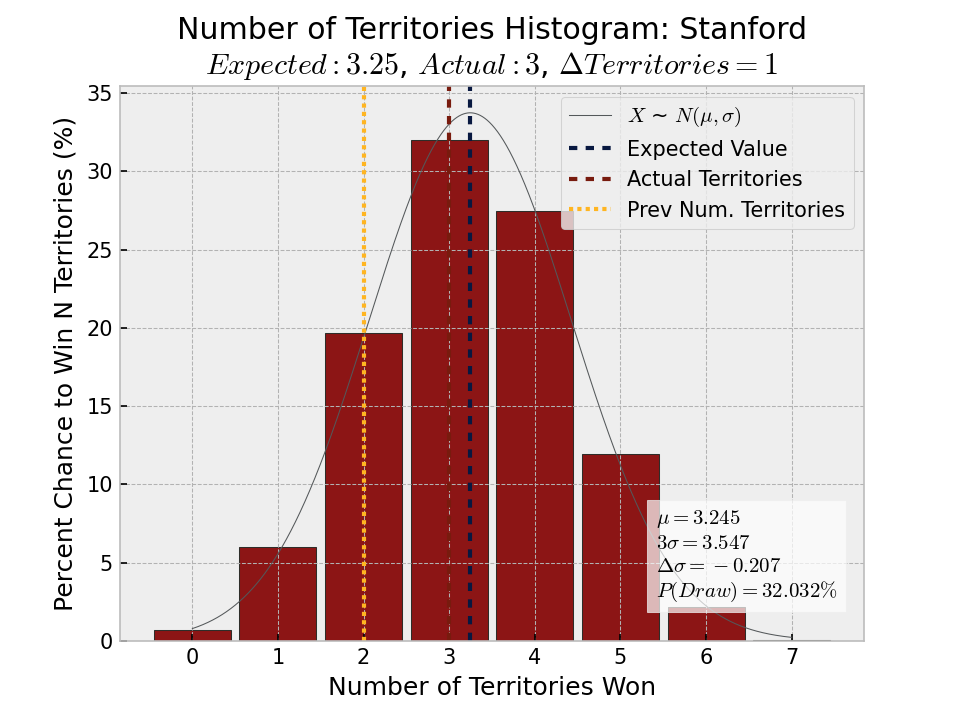 Number of Territories Histogram: Stanford
Expected : 3.25, Actual : 3, ΔTerritories = 1
Percent Chance to Win N Territories (%)
35
30
25
20
15
10
5
0
X ~ N(μ, σ)
Expected Value
Actual Territories
Prev Num. Territories
μ = 3.245
3σ = 3.547
Δσ = − 0.207
P(Draw) = 32.032%
0 1 2 3 4 5 6 7
Number of Territories Won